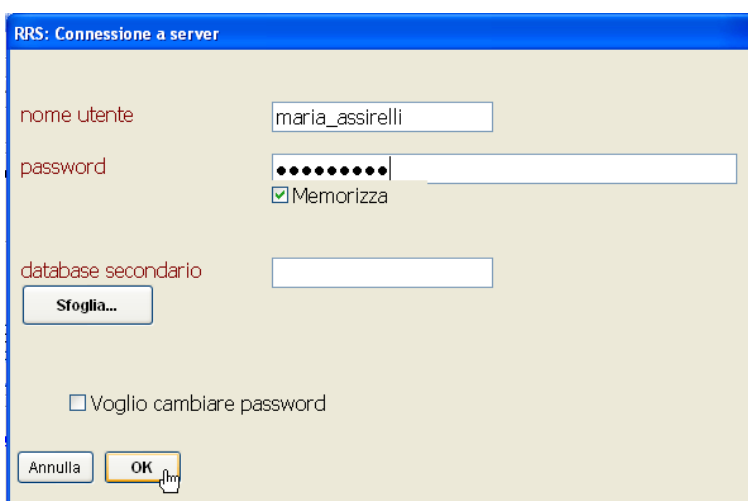 RRS: Connessione a server
nome utente maria_assirelli
password ●●●●●●●●●
Memorizza
database secondario
Sfoglia...
Voglio cambiare password
Annulla OK